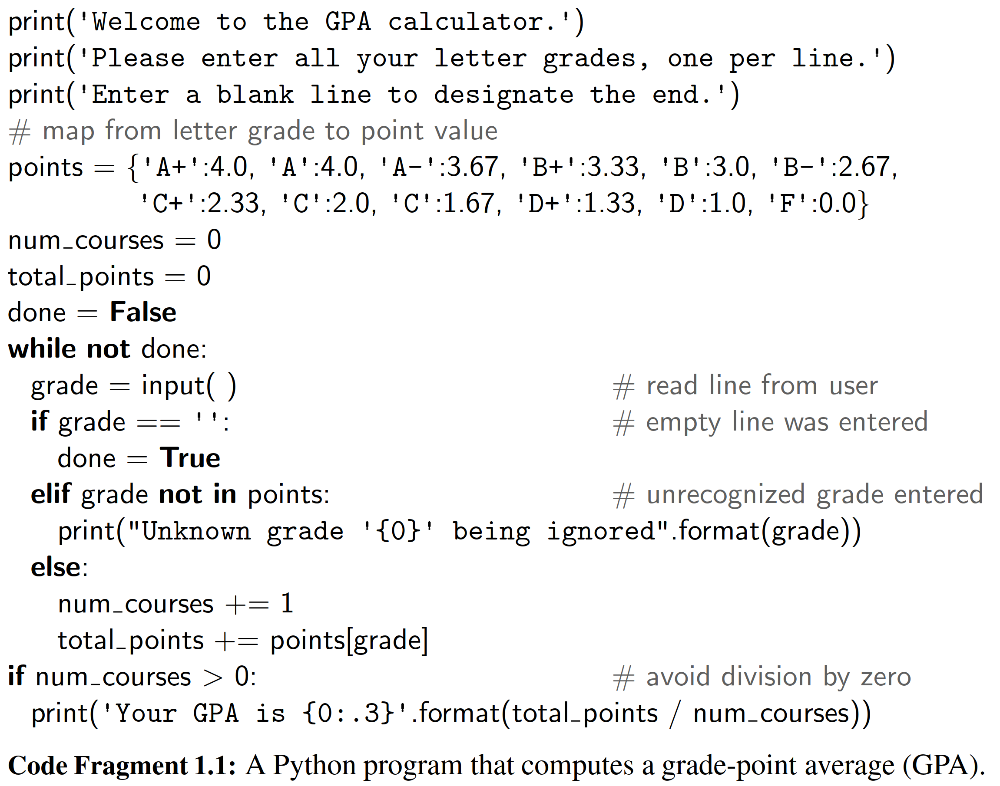 print('Welcome to the GPA calculator.')
print('Please enter all your letter grades, one per line.')
print('Enter a blank line to designate the end.')
# map from letter grade to point value
points = {'A+':4.0, 'A':4.0, 'A-':3.67, 'B+':3.33, 'B':3.0, 'B-':2.67,
'C+':2.33, 'C':2.0, 'C':1.67, 'D+':1.33, 'D':1.0, 'F':0.0}
num_courses = 0
total_points = 0
done = False
while not done:
grade = input( ) # read line from user
if grade == '': # empty line was entered
done = True
elif grade not in points: # unrecognized grade entered
print("Unknown grade '{0}' being ignored".format(grade))
else:
num_courses += 1
total_points += points[grade]
if num_courses > 0: # avoid division by zero
print('Your GPA is {0:.3}'.format(total_points / num_courses))
Code Fragment 1.1: A Python program that computes a grade-point average (GPA).